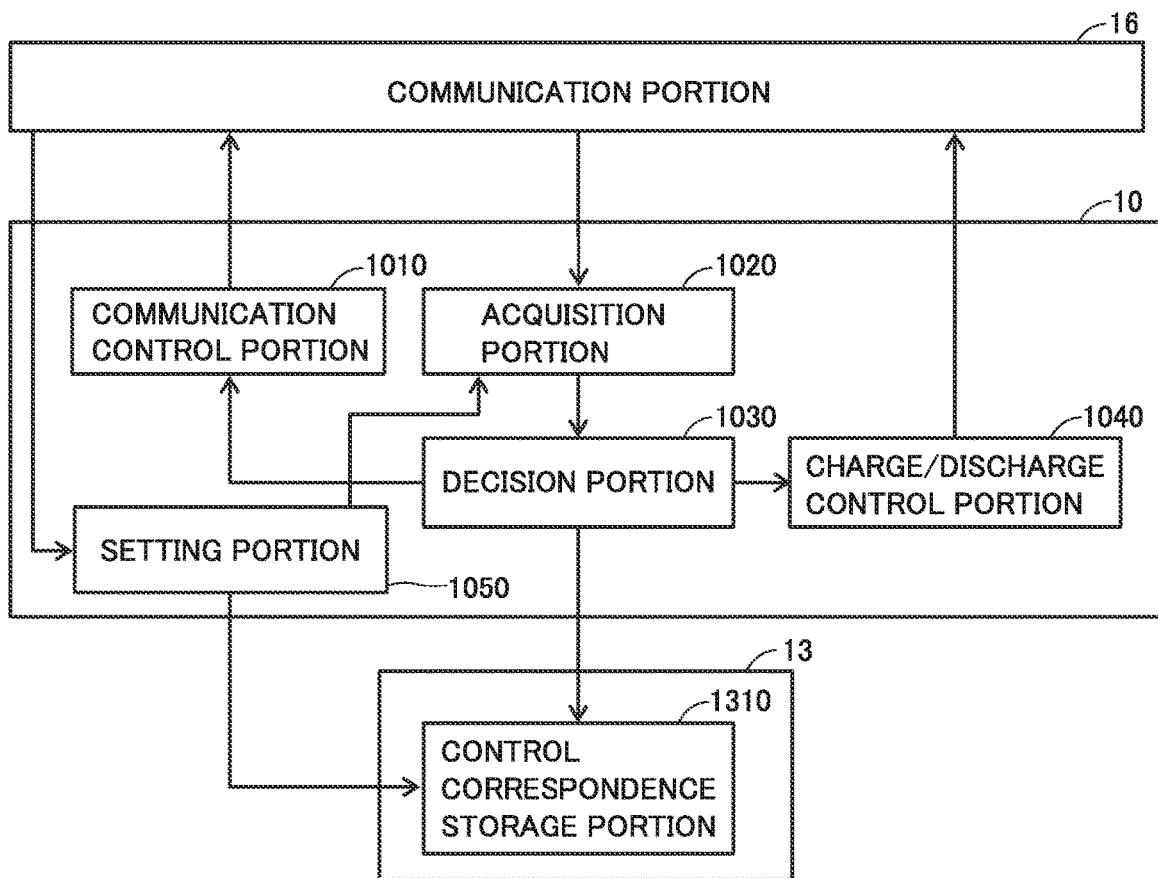 16
COMMUNICATION PORTION
10
1010
COMMUNICATION
CONTROL PORTION
1020
ACQUISITION
PORTION
1030
DECISION PORTION
1040
CHARGE/DISCHARGE
CONTROL PORTION
SETTING PORTION
1050
13
1310
CONTROL
CORRESPONDENCE
STORAGE PORTION